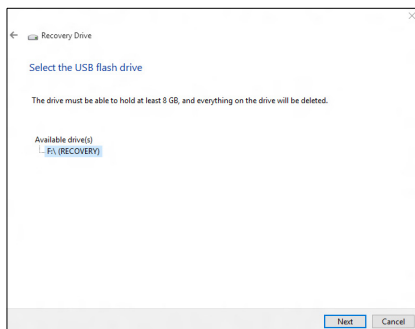 Recovery Drive
Select the USB flash drive
The drive must be able to hold at least 8 GB, and everything on the drive will be deleted.
Available drive(s)
F:\ (RECOVERY)
Next Cancel